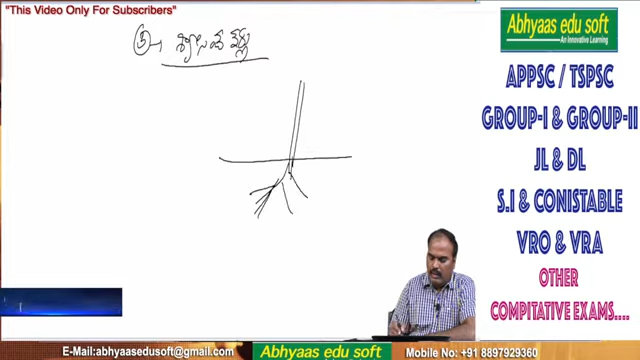 "This Video Only For Subscribers"
③ శ్వాసించే వేర్లు
Abhyaas edu soft
An Innovative Learning
APPSC / TSPSC
GROUP-I & GROUP-II
JL & DL
S.I & CONISTABLE
VRO & VRA
OTHER
COMPITATIVE EXAMS....
E-Mail:abhyaasedusoft@gmail.com Abhyaas edu soft Mobile No: +91 8897929360